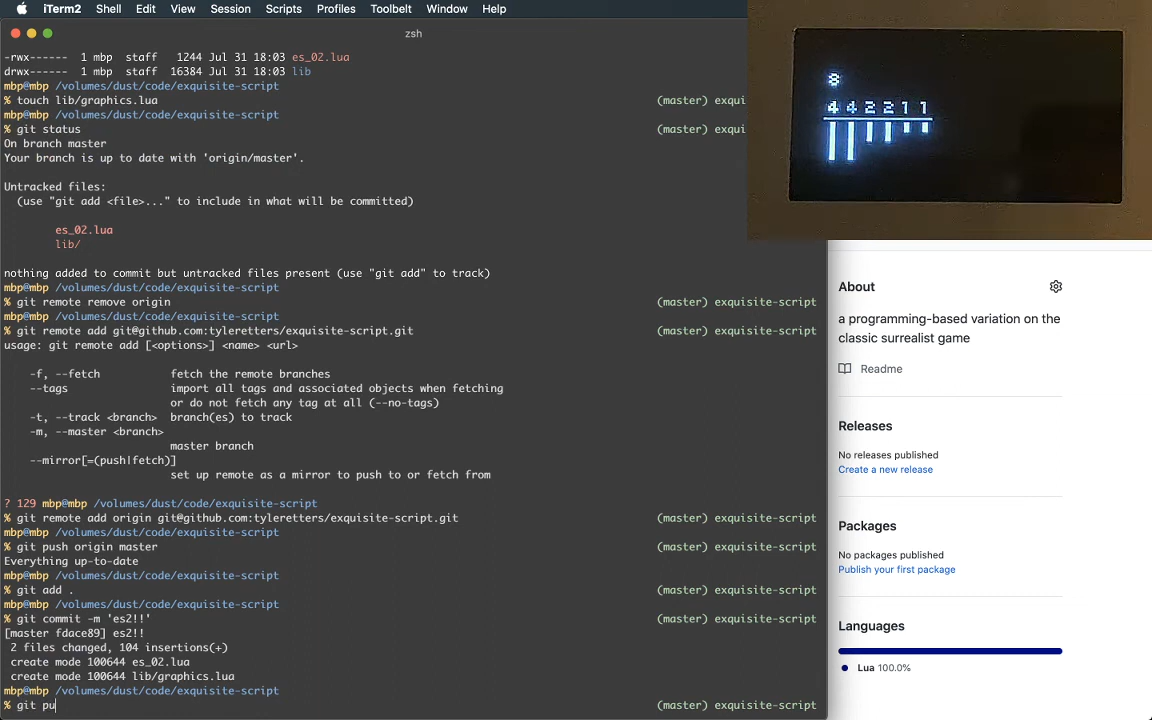 iTerm2 Shell Edit View Session Scripts Profiles Toolbelt Window Help
zsh
-rwx------ 1 mbp staff 1244 Jul 31 18:03 es_02.lua
drwx------ 1 mbp staff 16384 Jul 31 18:03 lib
mbp@mbp /volumes/dust/code/exquisite-script
% touch lib/graphics.lua (master) exqui
mbp@mbp /volumes/dust/code/exquisite-script
% git status (master) exqui
On branch master
Your branch is up to date with 'origin/master'.
Untracked files:
(use "git add <file>..." to include in what will be committed)
es_02.lua
lib/
nothing added to commit but untracked files present (use "git add" to track)
mbp@mbp /volumes/dust/code/exquisite-script
% git remote remove origin (master) exquisite-script
mbp@mbp /volumes/dust/code/exquisite-script
% git remote add git@github.com:tyleretters/exquisite-script.git (master) exquisite-script
usage: git remote add [<options>] <name> <url>
-f, --fetch fetch the remote branches
--tags import all tags and associated objects when fetching
or do not fetch any tag at all (--no-tags)
-t, --track <branch> branch(es) to track
-m, --master <branch>
master branch
--mirror[=(push|fetch)]
set up remote as a mirror to push to or fetch from
? 129 mbp@mbp /volumes/dust/code/exquisite-script
% git remote add origin git@github.com:tyleretters/exquisite-script.git (master) exquisite-script
mbp@mbp /volumes/dust/code/exquisite-script
% git push origin master (master) exquisite-script
Everything up-to-date
mbp@mbp /volumes/dust/code/exquisite-script
% git add . (master) exquisite-script
mbp@mbp /volumes/dust/code/exquisite-script
% git commit -m 'es2!!' (master) exquisite-script
[master fdace89] es2!!
2 files changed, 104 insertions(+)
create mode 100644 es_02.lua
create mode 100644 lib/graphics.lua
mbp@mbp /volumes/dust/code/exquisite-script
% git pu (master) exquisite-script
8
4 4 2 2 1 1
About
a programming-based variation on the
classic surrealist game
Readme
Releases
No releases published
Create a new release
Packages
No packages published
Publish your first package
Languages
Lua 100.0%